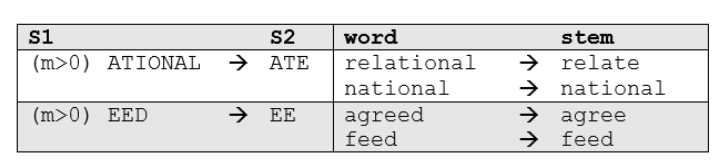 S1 S2 word stem
(m>0) ATIONAL → ATE relational → relate
national → national
(m>0) EED → EE agreed → agree
feed → feed